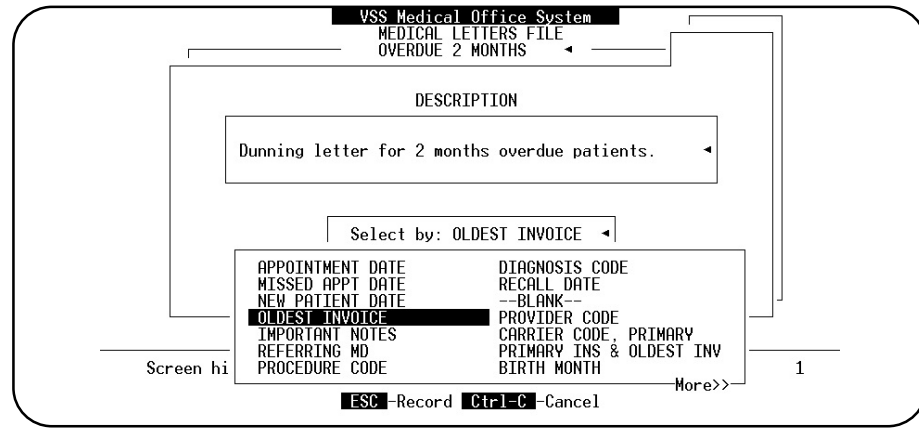 VSS Medical Office System
MEDICAL LETTERS FILE
OVERDUE 2 MONTHS
DESCRIPTION
Dunning letter for 2 months overdue patients.
Select by: OLDEST INVOICE
APPOINTMENT DATE DIAGNOSIS CODE
MISSED APPT DATE RECALL DATE
NEW PATIENT DATE --BLANK--
OLDEST INVOICE PROVIDER CODE
IMPORTANT NOTES CARRIER CODE, PRIMARY
REFERRING MD PRIMARY INS & OLDEST INV
Screen hi PROCEDURE CODE BIRTH MONTH 1
More>>
ESC -Record Ctrl-C -Cancel